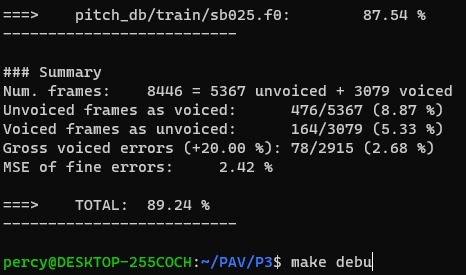 ===>    pitch_db/train/sb025.f0:        87.54 %
--------------------------
### Summary
Num. frames:    8446 = 5367 unvoiced + 3079 voiced
Unvoiced frames as voiced:      476/5367 (8.87 %)
Voiced frames as unvoiced:      164/3079 (5.33 %)
Gross voiced errors (+20.00 %): 78/2915 (2.68 %)
MSE of fine errors:     2.42 %
===>    TOTAL:  89.24 %
--------------------------
percy@DESKTOP-255COCH:~/PAV/P3$ make debu